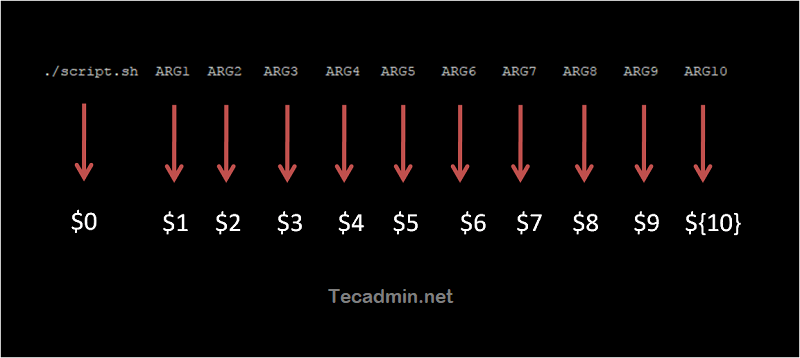 ./script.sh ARG1 ARG2 ARG3 ARG4 ARG5 ARG6 ARG7 ARG8 ARG9 ARG10
$0 $1 $2 $3 $4 $5 $6 $7 $8 $9 ${10}
Tecadmin.net